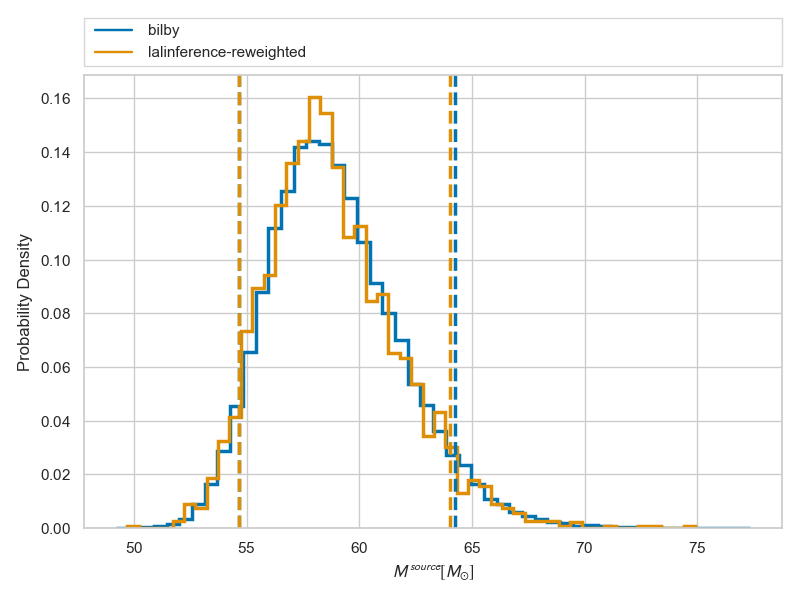 bilby
lalinference-reweighted
0.16
0.14
0.12
0.10
0.08
0.06
0.04
0.02
0.00
Probability Density
50 55 60 65 70 75
M^source [M_⊙]